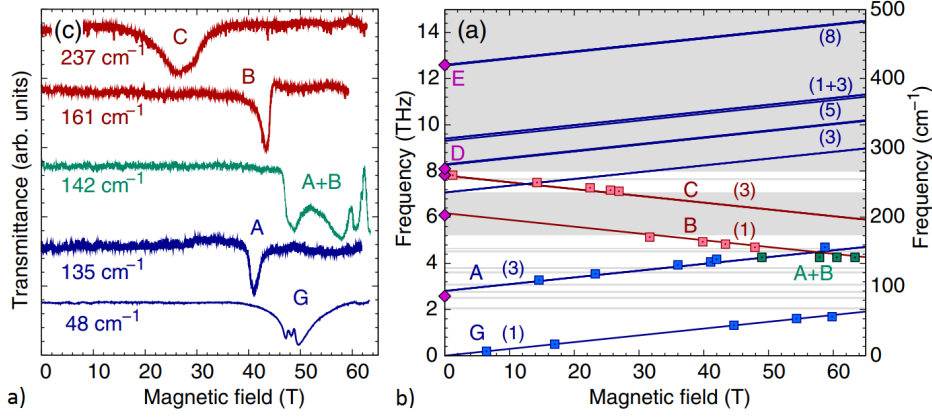 (c)
C
237 cm⁻¹
B
161 cm⁻¹
142 cm⁻¹
A+B
A
135 cm⁻¹
G
48 cm⁻¹
Transmittance (arb. units)
0 10 20 30 40 50 60
Magnetic field (T)
a)
(a)
(8)
E
(1+3)
(5)
D
(3)
C
(3)
B
(1)
A
(3)
A+B
G
(1)
14
12
10
8
6
4
2
0
Frequency (THz)
500
400
300
200
100
0
Frequency (cm⁻¹)
0 10 20 30 40 50 60
Magnetic field (T)
b)